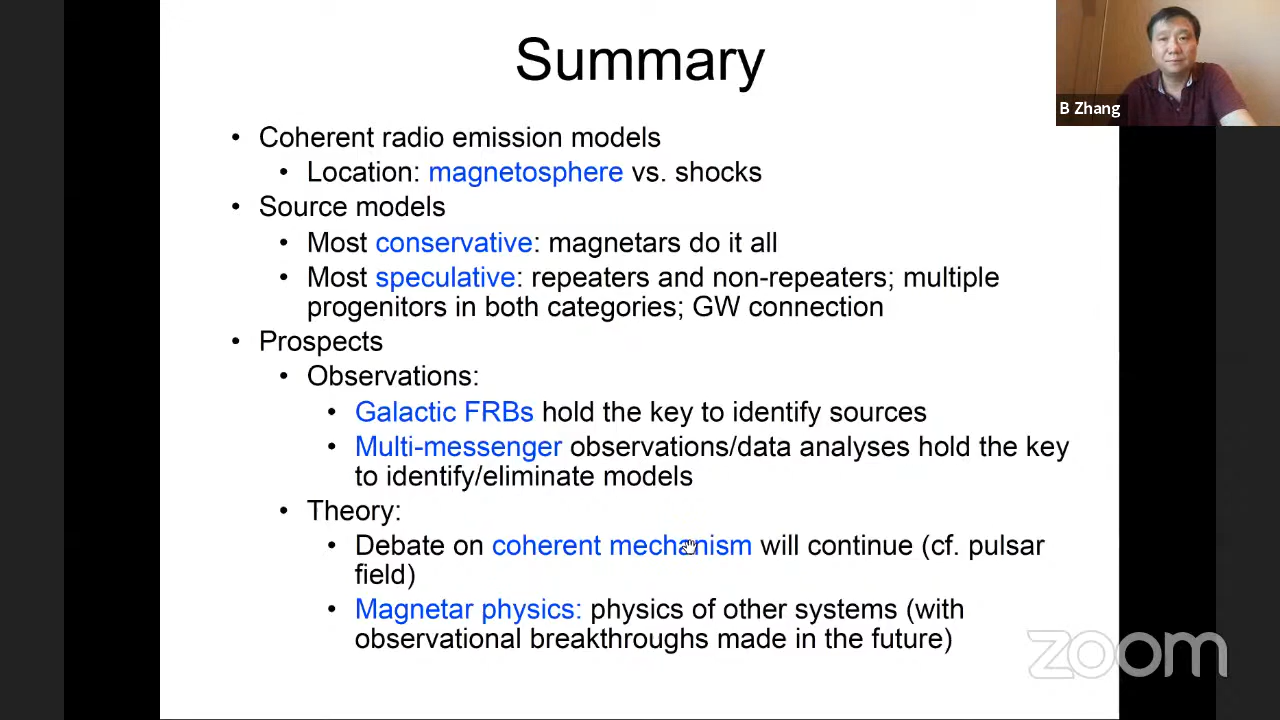 Summary
B Zhang
• Coherent radio emission models
• Location: magnetosphere vs. shocks
• Source models
• Most conservative: magnetars do it all
• Most speculative: repeaters and non-repeaters; multiple
progenitors in both categories; GW connection
• Prospects
• Observations:
• Galactic FRBs hold the key to identify sources
• Multi-messenger observations/data analyses hold the key
to identify/eliminate models
• Theory:
• Debate on coherent mechanism will continue (cf. pulsar
field)
• Magnetar physics: physics of other systems (with
observational breakthroughs made in the future)
zoom